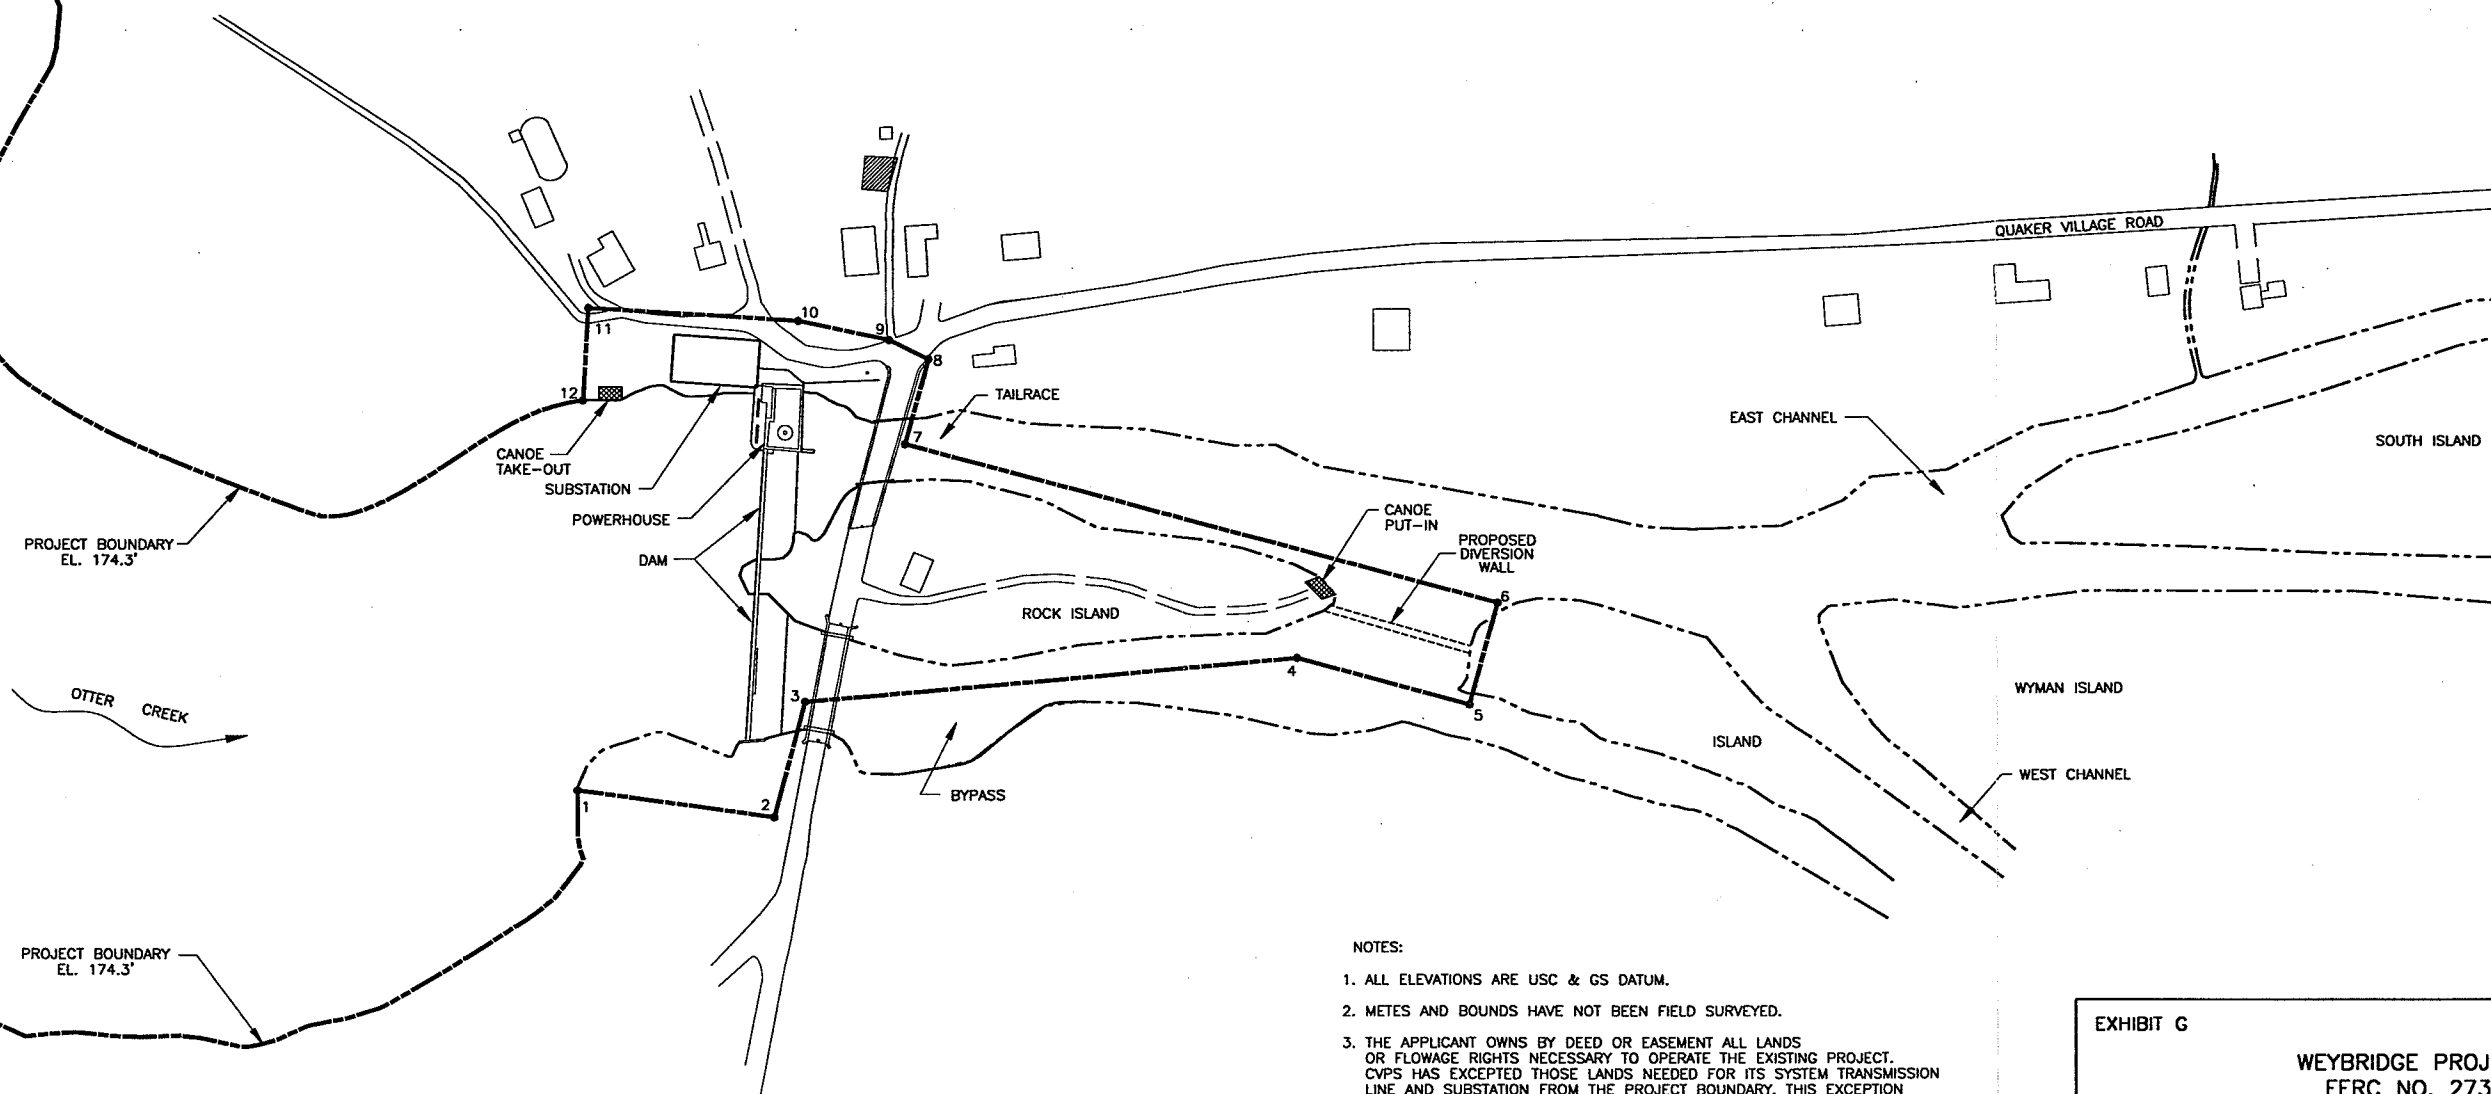 QUAKER VILLAGE ROAD
10
11
9
8
12
TAILRACE
7
EAST CHANNEL
SOUTH ISLAND
CANOE
TAKE-OUT
SUBSTATION
POWERHOUSE
DAM
CANOE
PUT-IN
PROPOSED
DIVERSION
WALL
PROJECT BOUNDARY
EL. 174.3'
6
ROCK ISLAND
4
WYMAN ISLAND
3
5
OTTER CREEK
ISLAND
WEST CHANNEL
1
2
BYPASS
PROJECT BOUNDARY
EL. 174.3'
NOTES:
1. ALL ELEVATIONS ARE USC & GS DATUM.
2. METES AND BOUNDS HAVE NOT BEEN FIELD SURVEYED.
3. THE APPLICANT OWNS BY DEED OR EASEMENT ALL LANDS
OR FLOWAGE RIGHTS NECESSARY TO OPERATE THE EXISTING PROJECT.
CVPS HAS EXCEPTED THOSE LANDS NEEDED FOR ITS SYSTEM TRANSMISSION
LINE AND SUBSTATION FROM THE PROJECT BOUNDARY. THIS EXCEPTION
EXHIBIT G
WEYBRIDGE PROJ
FERC NO. 273